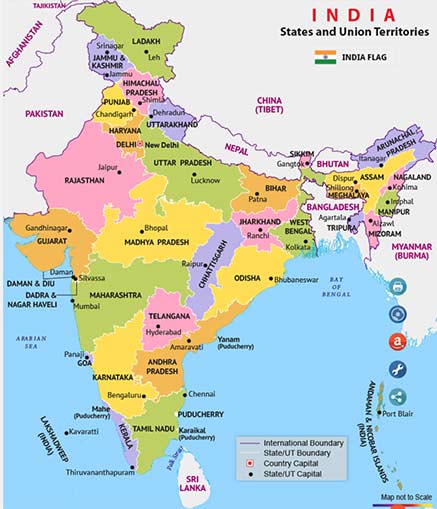 TAJIKISTAN
AFGHANISTAN
PAKISTAN
INDIA
States and Union Territories
INDIA FLAG
LADAKH
Leh
Srinagar
JAMMU &
KASHMIR
Jammu
HIMACHAL
PRADESH
Shimla
PUNJAB
Chandigarh
Dehradun
UTTARAKHAND
HARYANA
DELHI
New Delhi
CHINA
(TIBET)
NEPAL
BHUTAN
SIKKIM
Gangtok
ARUNACHAL
PRADESH
Itanagar
Jaipur
RAJASTHAN
UTTAR PRADESH
Lucknow
BIHAR
Patna
Dispur
ASSAM
Shillong
MEGHALAYA
NAGALAND
Kohima
Imphal
MANIPUR
BANGLADESH
Agartala
TRIPURA
Aizawl
MIZORAM
MYANMAR
(BURMA)
Gandhinagar
GUJARAT
Bhopal
MADHYA PRADESH
JHARKHAND
Ranchi
WEST
BENGAL
Kolkata
Raipur
CHHATTISGARH
ODISHA
Bhubaneswar
Daman
DAMAN & DIU
Silvassa
DADRA &
NAGAR HAVELI
Mumbai
MAHARASHTRA
BAY
OF
BENGAL
ARABIAN
SEA
TELANGANA
Hyderabad
Amaravati
Yanam
(Puducherry)
Panaji
GOA
ANDHRA
PRADESH
KARNATAKA
Bengaluru
Chennai
Mahe
(Puducherry)
PUDUCHERRY
Karaikal
(Puducherry)
TAMIL NADU
KERALA
LAKSHADWEEP
(INDIA)
Kavaratti
Thiruvananthapuram
Palk Strait
SRI
LANKA
ANDAMAN & NICOBAR ISLANDS
(INDIA)
Port Blair
International Boundary
State/UT Boundary
Country Capital
State/UT Capital
Map not to Scale